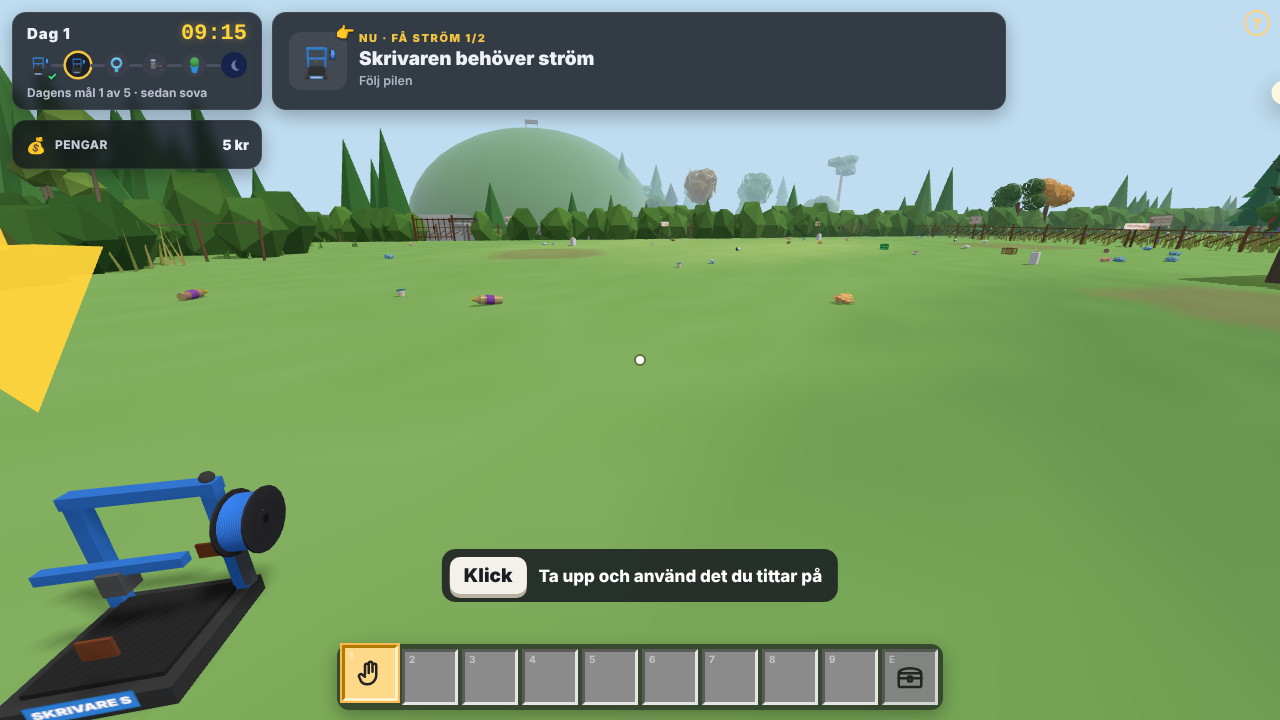 Dag 1
09:15
Dagens mål 1 av 5 · sedan sova
PENGAR
5 kr
NU · FÅ STRÖM 1/2
Skrivaren behöver ström
Följ pilen
SKRIVARE S
Klick
Ta upp och använd det du tittar på
1
2
3
4
5
6
7
8
9
E